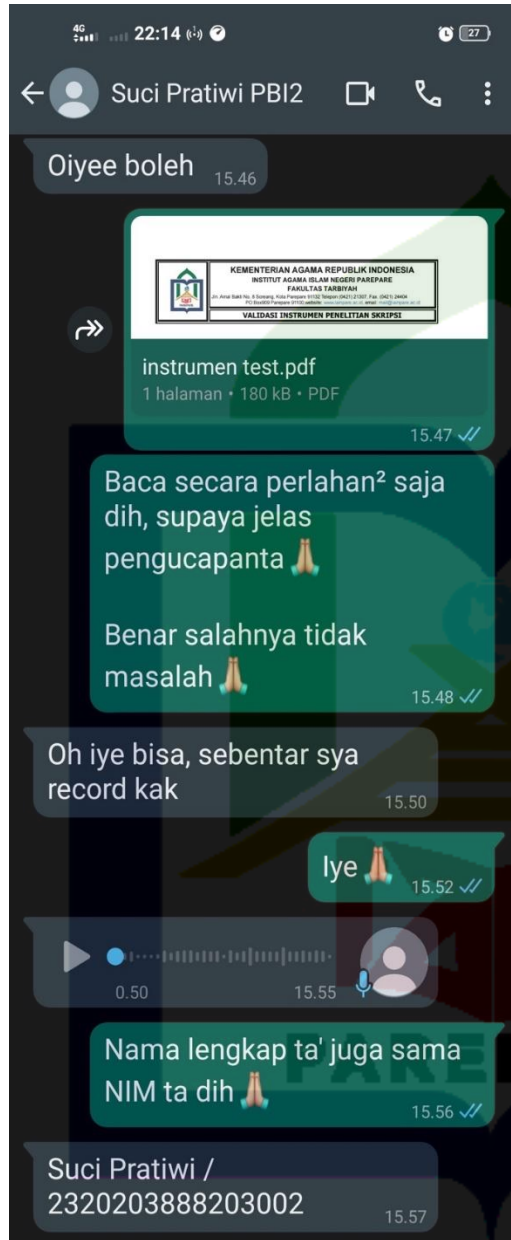 4G 22:14 27
Suci Pratiwi PBI2
Oiyee boleh 15.46
KEMENTERIAN AGAMA REPUBLIK INDONESIA
INSTITUT AGAMA ISLAM NEGERI PAREPARE
FAKULTAS TARBIYAH
VALIDASI INSTRUMEN PENELITIAN SKRIPSI
instrumen test.pdf
1 halaman • 180 kB • PDF
15.47
Baca secara perlahan² saja
dih, supaya jelas
pengucapanta 🙏🏼
Benar salahnya tidak
masalah 🙏🏼
15.48
Oh iye bisa, sebentar sya
record kak
15.50
Iye 🙏🏼 15.52
0.50 15.55
Nama lengkap ta' juga sama
NIM ta dih 🙏🏼
15.56
Suci Pratiwi /
2320203888203002 15.57
PARE